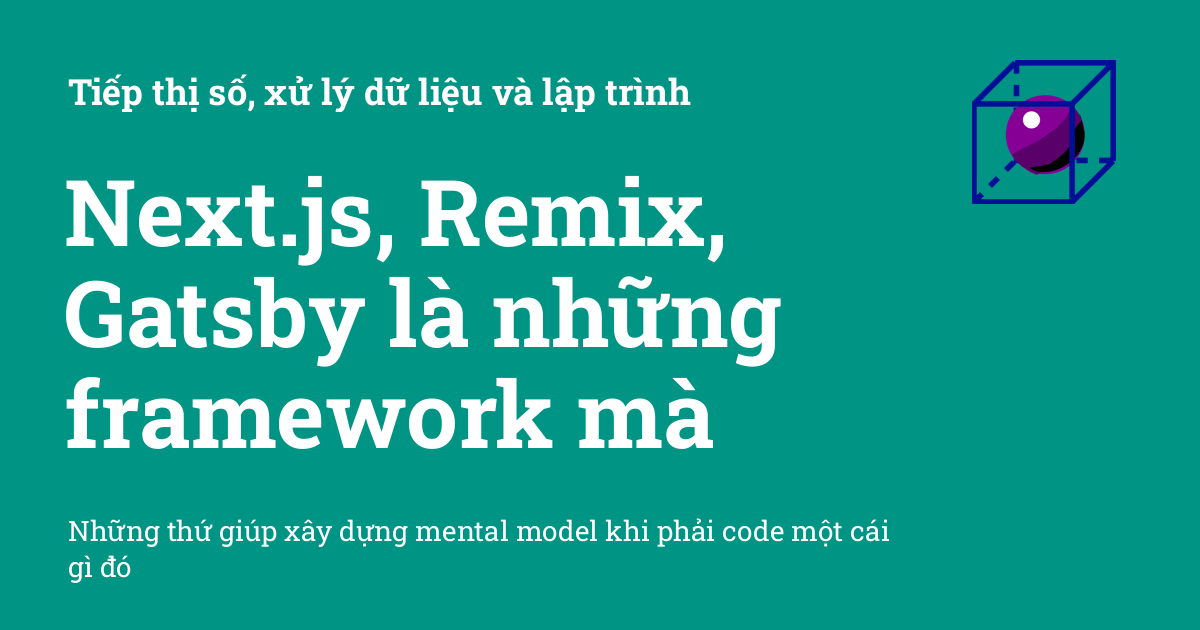 Tiếp thị số, xử lý dữ liệu và lập trình
Next.js, Remix,
Gatsby là những
framework mà
Những thứ giúp xây dựng mental model khi phải code một cái
gì đó